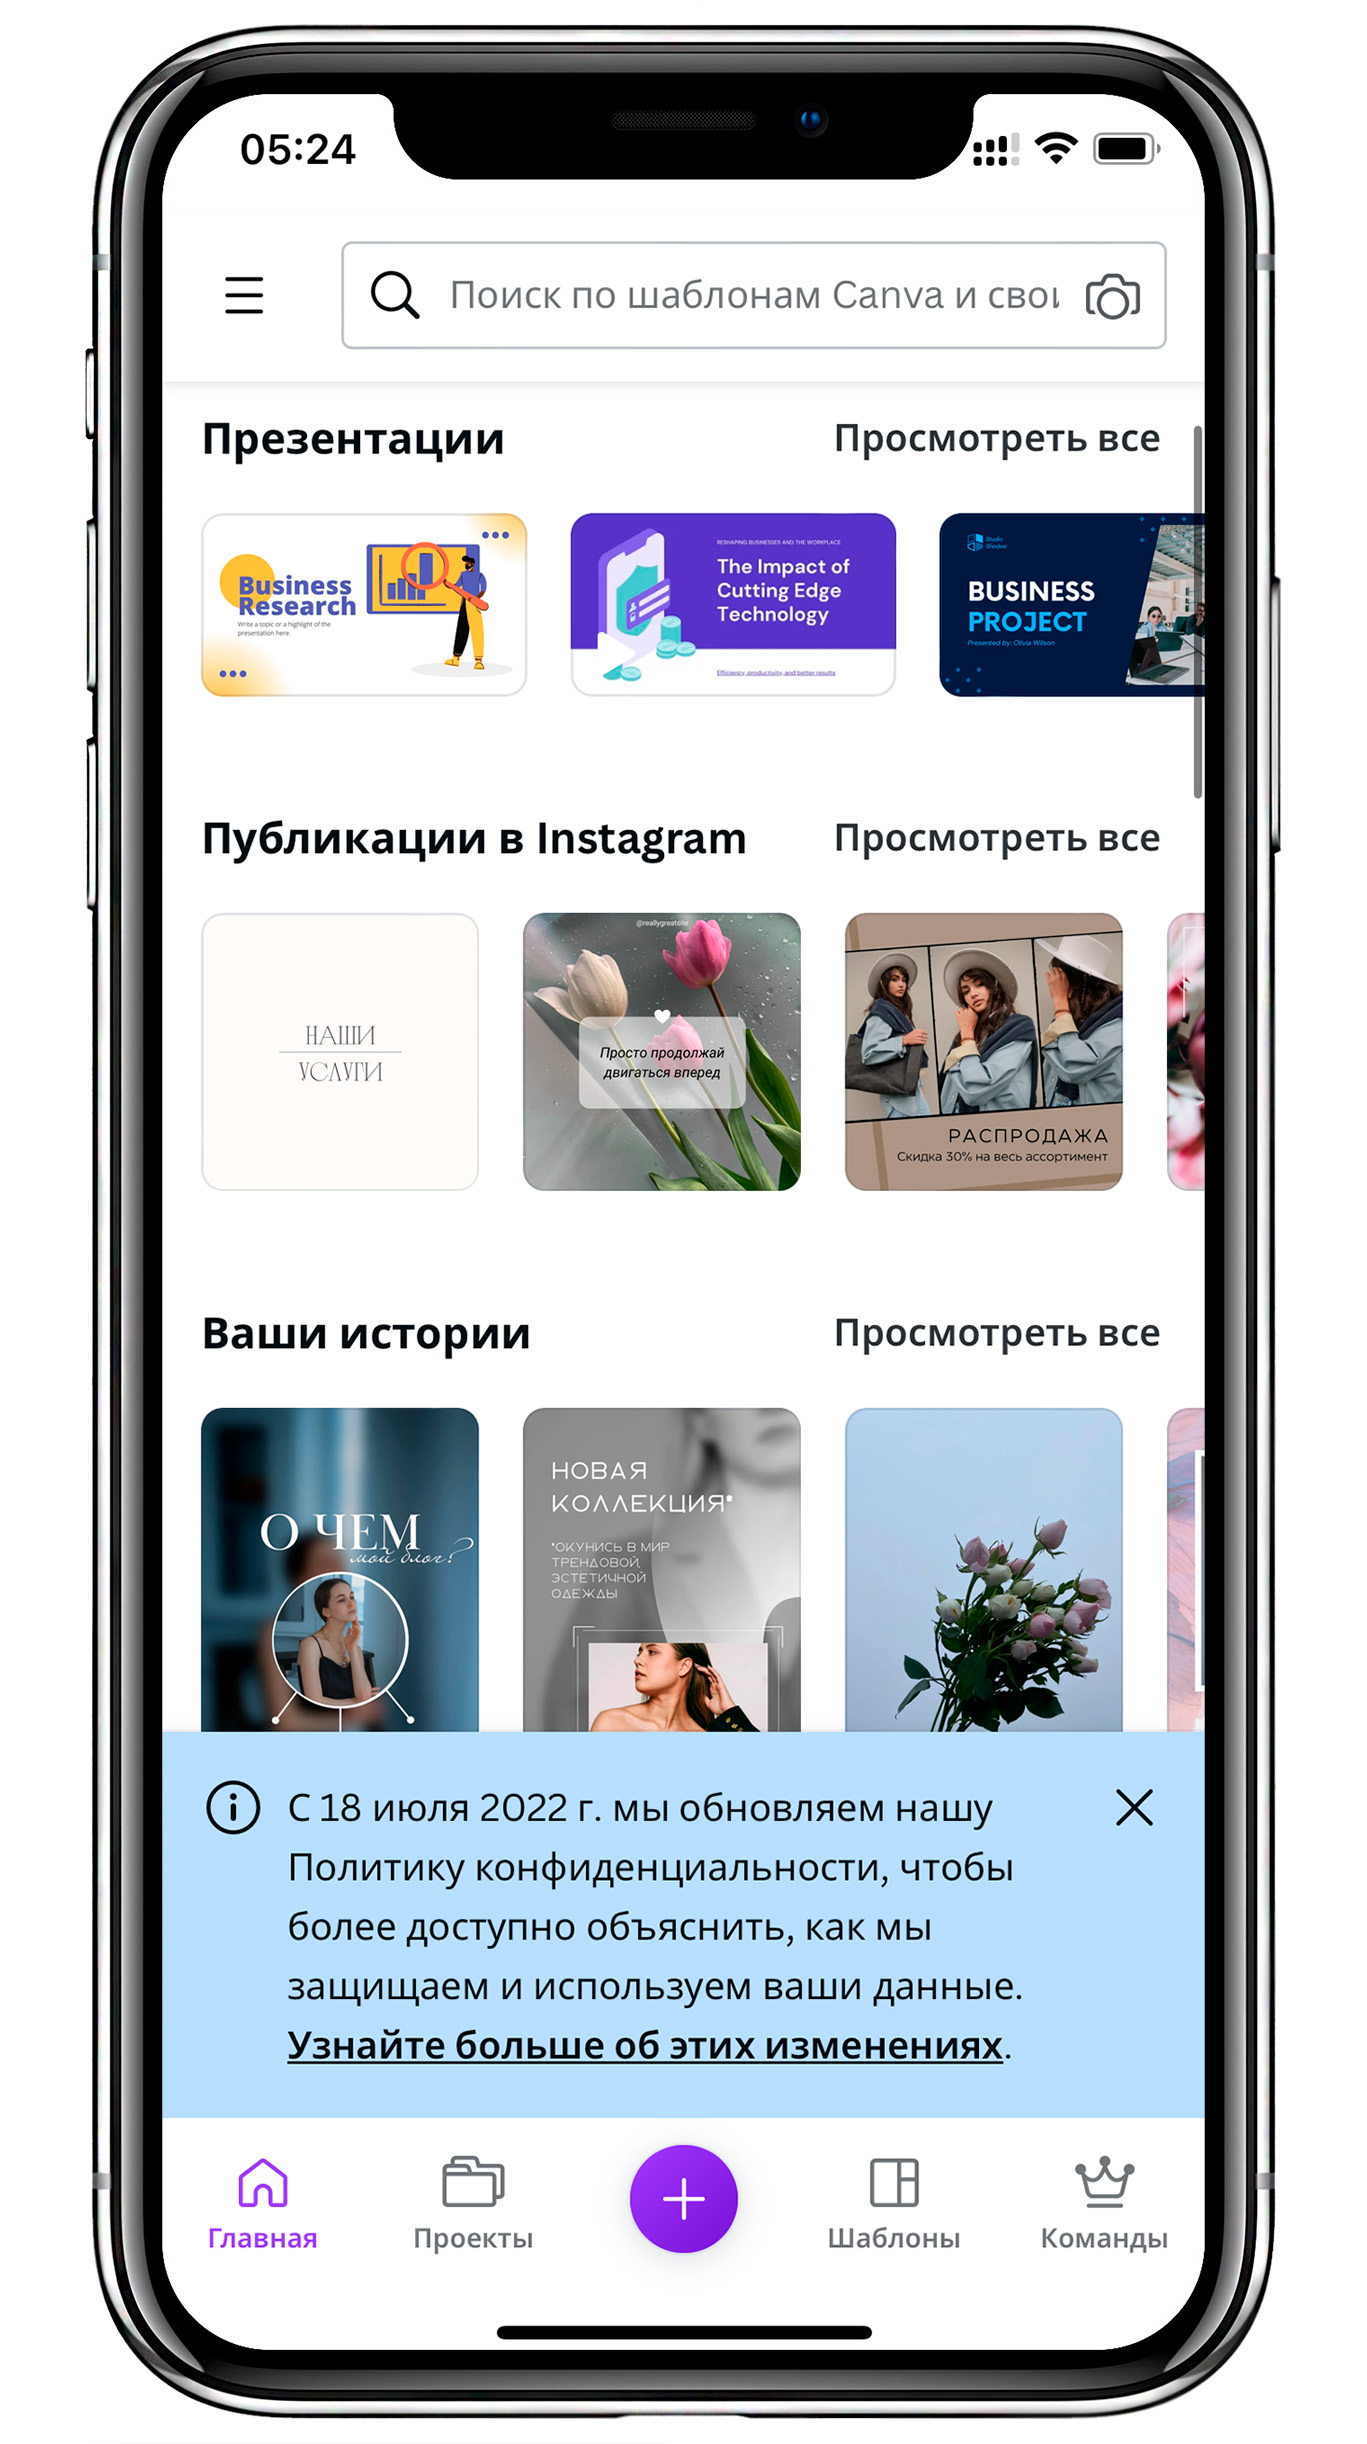 05:24
Поиск по шаблонам Canva и свои
Презентации
Просмотреть все
Business
Research
Write a topic or a highlight of the
presentation here.
RESHAPING BUSINESSES AND THE WORKPLACE
The Impact of
Cutting Edge
Technology
Efficiency, productivity, and better results
Studio
Shodwe
BUSINESS
PROJECT
Presented by: Olivia Wilson
Публикации в Instagram
Просмотреть все
НАШИ
УСЛУГИ
@reallygreatsite
Просто продолжай
двигаться вперед
РАСПРОДАЖА
Скидка 30% на весь ассортимент
Ваши истории
Просмотреть все
О ЧЕМ
мой блог?
НОВАЯ
КОЛЛЕКЦИЯ*
*ОКУНИСЬ В МИР
ТРЕНДОВОЙ,
ЭСТЕТИЧНОЙ
ОДЕЖДЫ
С 18 июля 2022 г. мы обновляем нашу
Политику конфиденциальности, чтобы
более доступно объяснить, как мы
защищаем и используем ваши данные.
Узнайте больше об этих изменениях.
Главная
Проекты
Шаблоны
Команды